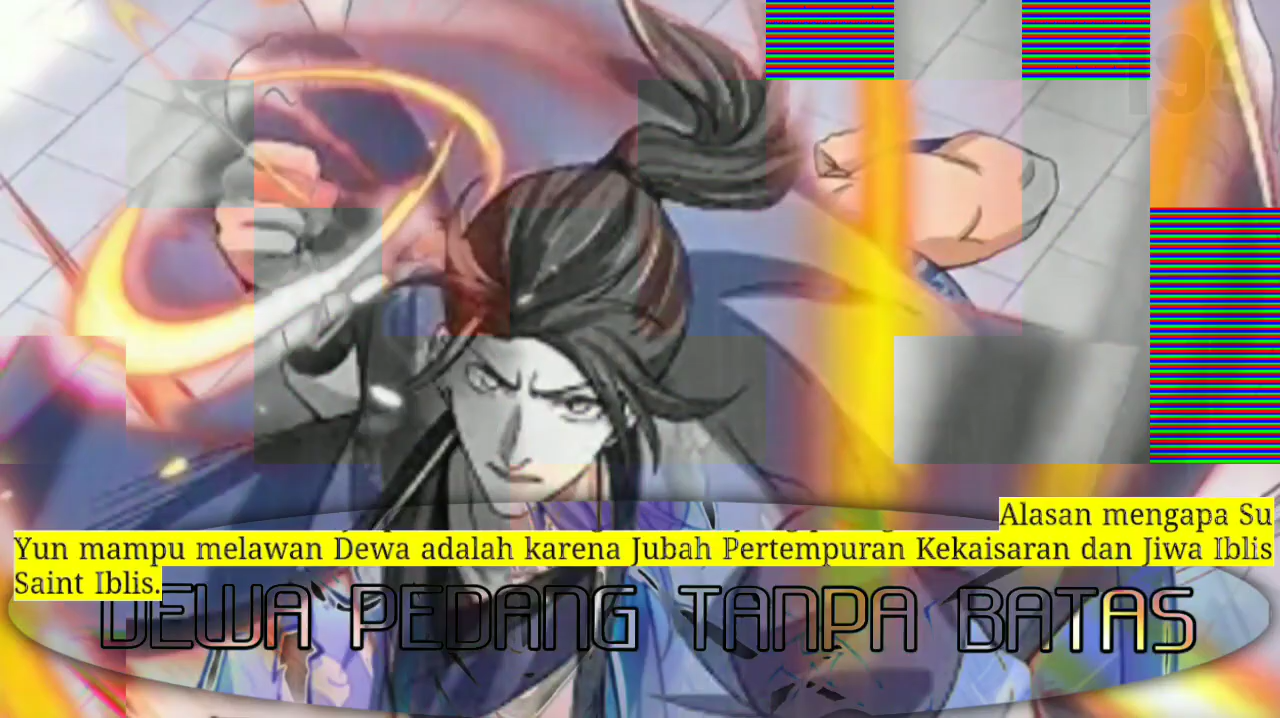 Alasan mengapa Su
Yun mampu melawan Dewa adalah karena Jubah Pertempuran Kekaisaran dan Jiwa Iblis
Saint Iblis.
DEWA PEDANG TANPA BATAS